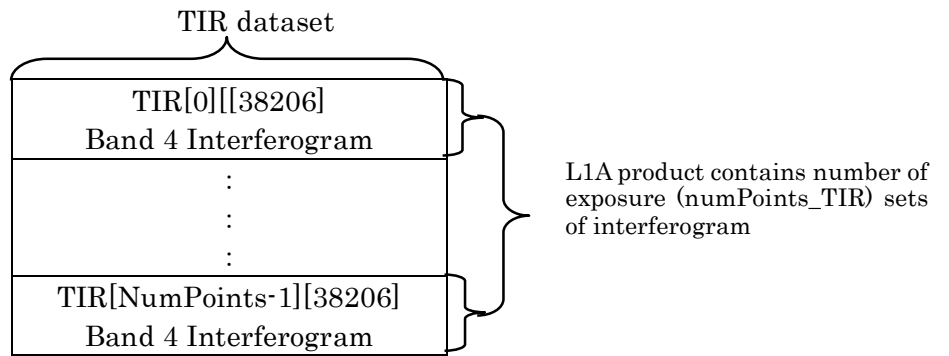 TIR dataset
TIR[0][[38206]
Band 4 Interferogram
:
:
:
TIR[NumPoints-1][38206]
Band 4 Interferogram
L1A product contains number of
exposure (numPoints_TIR) sets
of interferogram